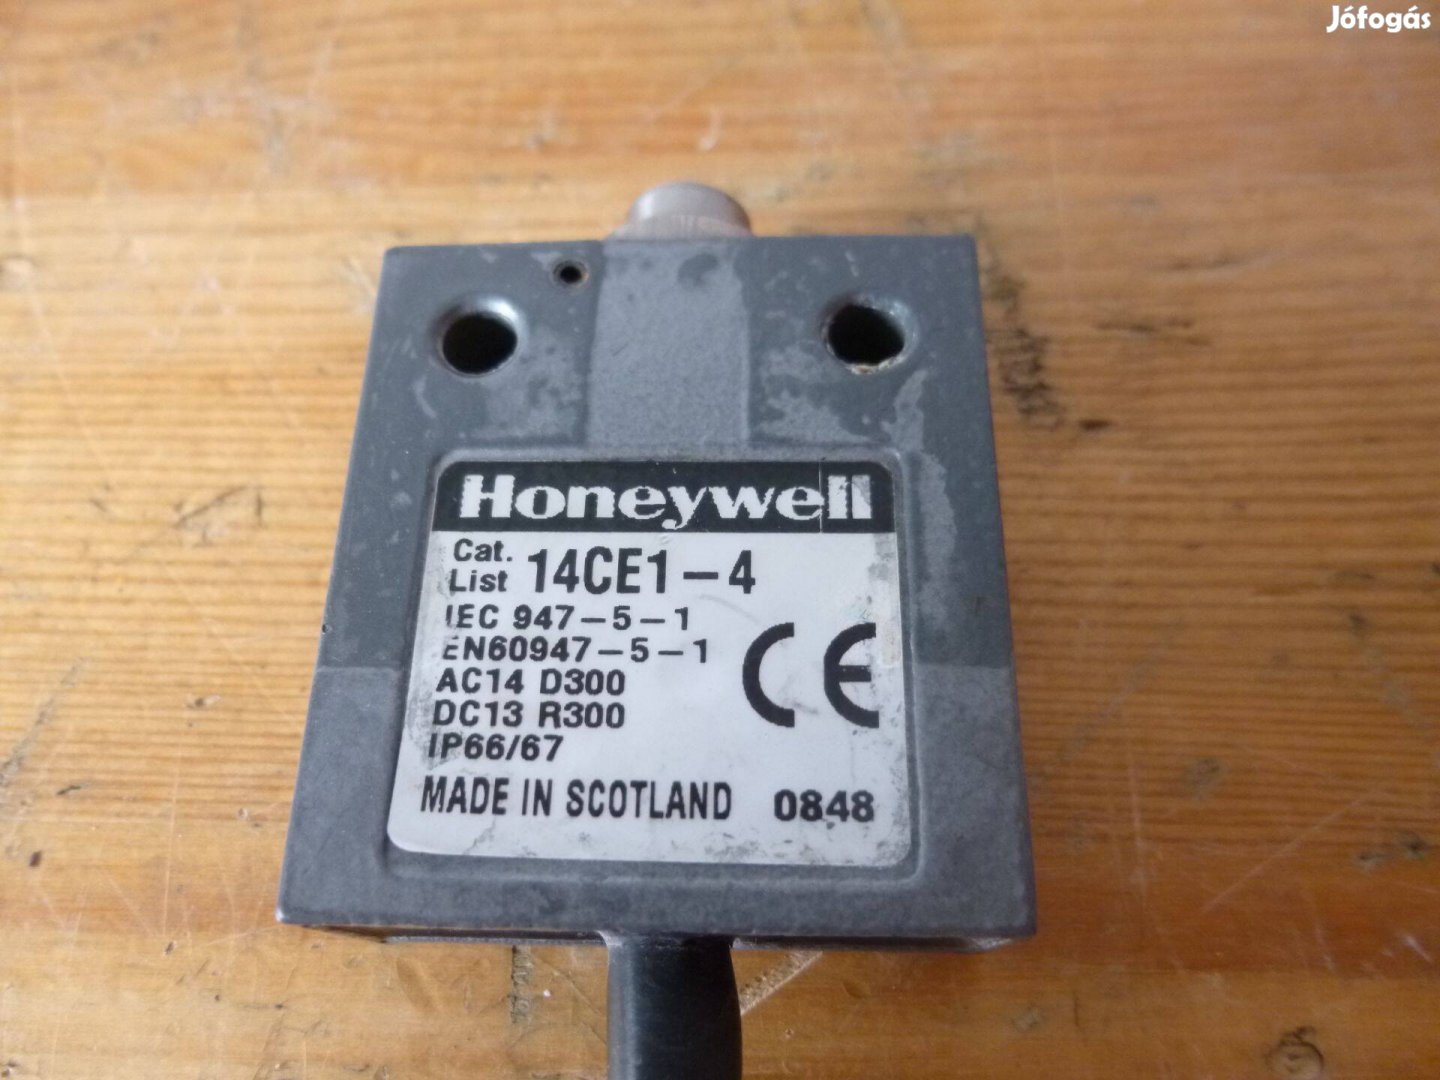 Jófogás
Honeywell
Cat. List 14CE1-4
IEC 947-5-1
EN60947-5-1
AC14 D300
DC13 R300
IP66/67
CE
MADE IN SCOTLAND 0848